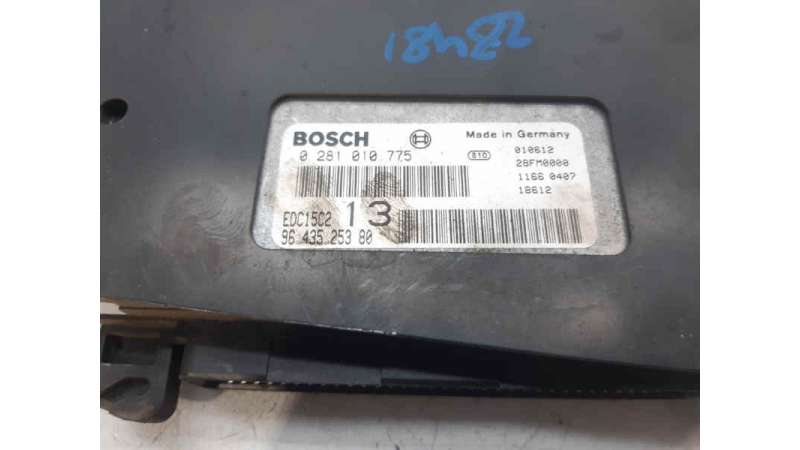 BOSCH
Made in Germany
0 281 010 775
810
010612
28FM0000
1166 0407
18612
EDC15C2
13
96 435 253 80